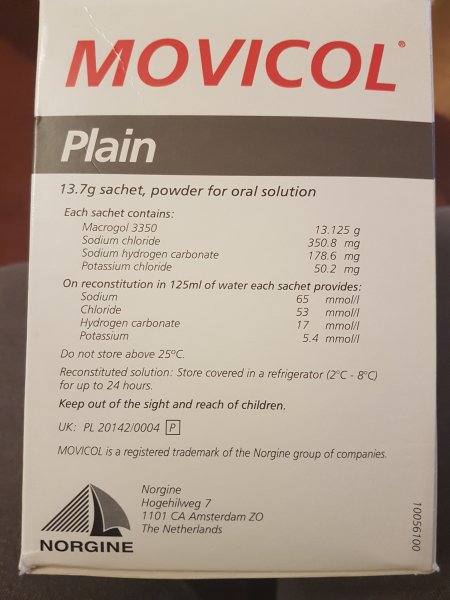 MOVICOL®
Plain
13.7g sachet, powder for oral solution
Each sachet contains:
Macrogol 3350 13.125 g
Sodium chloride 350.8 mg
Sodium hydrogen carbonate 178.6 mg
Potassium chloride 50.2 mg
On reconstitution in 125ml of water each sachet provides:
Sodium 65 mmol/l
Chloride 53 mmol/l
Hydrogen carbonate 17 mmol/l
Potassium 5.4 mmol/l
Do not store above 25ºC.
Reconstituted solution: Store covered in a refrigerator (2°C - 8°C)
for up to 24 hours.
Keep out of the sight and reach of children.
UK: PL 20142/0004 P
MOVICOL is a registered trademark of the Norgine group of companies.
Norgine
Hogehilweg 7
1101 CA Amsterdam ZO
The Netherlands
NORGINE
10056100